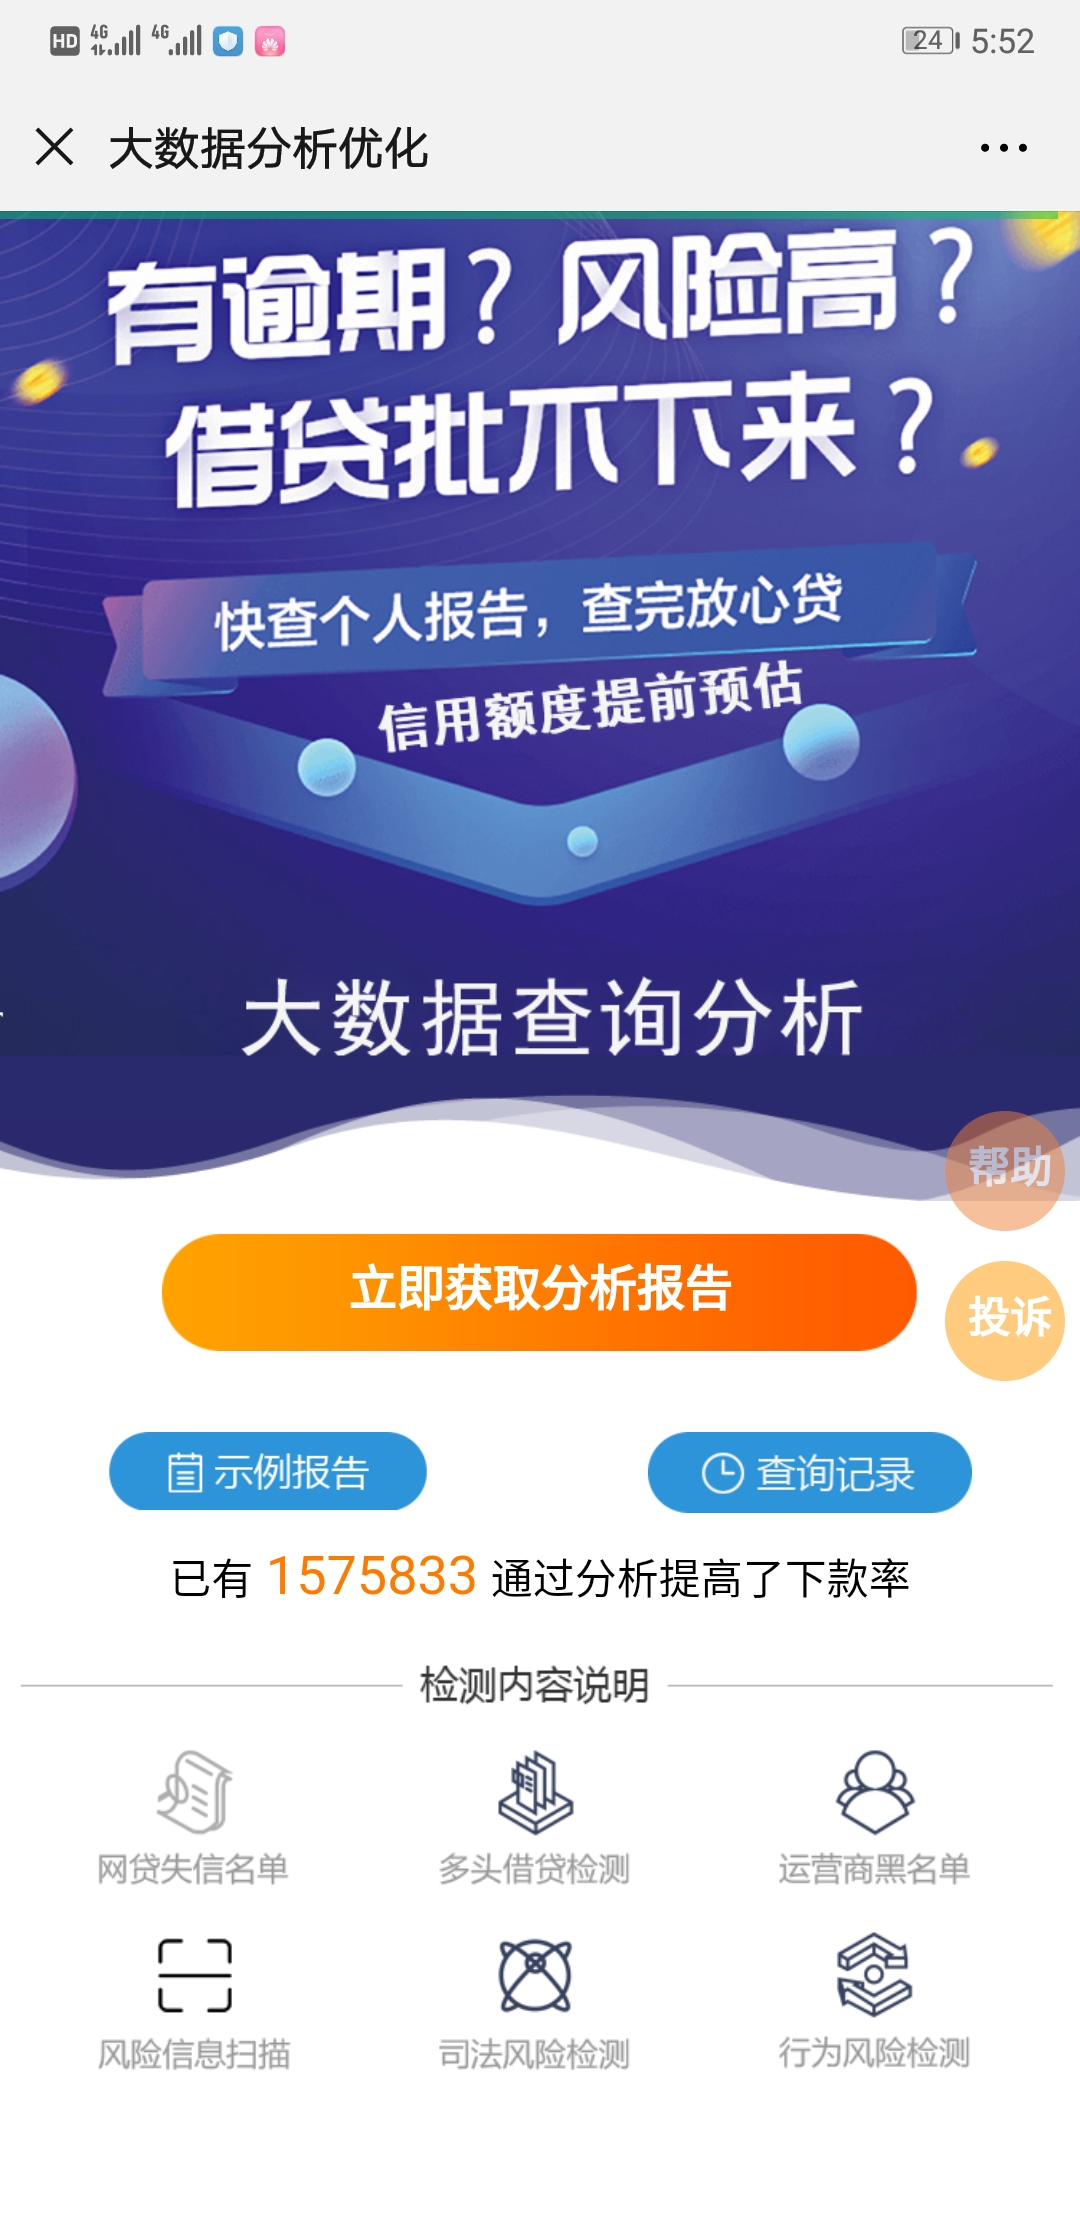 HD 4G 4G 24 5:52
大数据分析优化
有逾期？风险高？
借贷批不下来？
快查个人报告，查完放心贷
信用额度提前预估
大数据查询分析
帮助
立即获取分析报告
投诉
示例报告 查询记录
已有 1575833 通过分析提高了下款率
检测内容说明
网贷失信名单 多头借贷检测 运营商黑名单
风险信息扫描 司法风险检测 行为风险检测